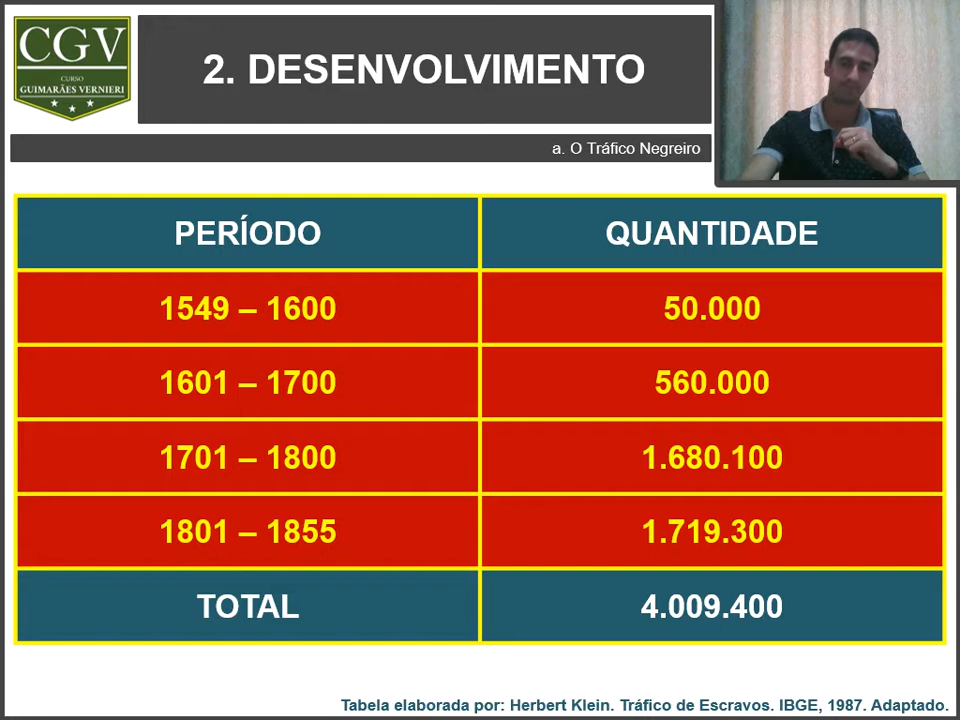 CGV
CURSO
GUIMARÃES VERNIERI
2. DESENVOLVIMENTO
a. O Tráfico Negreiro
PERÍODO QUANTIDADE
1549 – 1600 50.000
1601 – 1700 560.000
1701 – 1800 1.680.100
1801 – 1855 1.719.300
TOTAL 4.009.400
Tabela elaborada por: Herbert Klein. Tráfico de Escravos. IBGE, 1987. Adaptado.